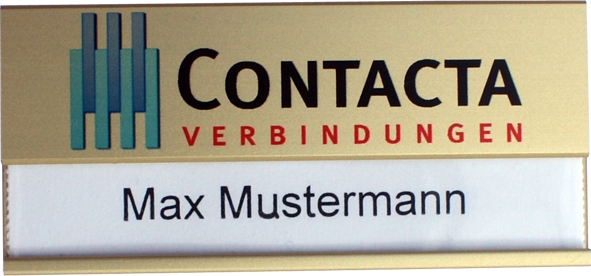 CONTACTA
VERBINDUNGEN
Max Mustermann